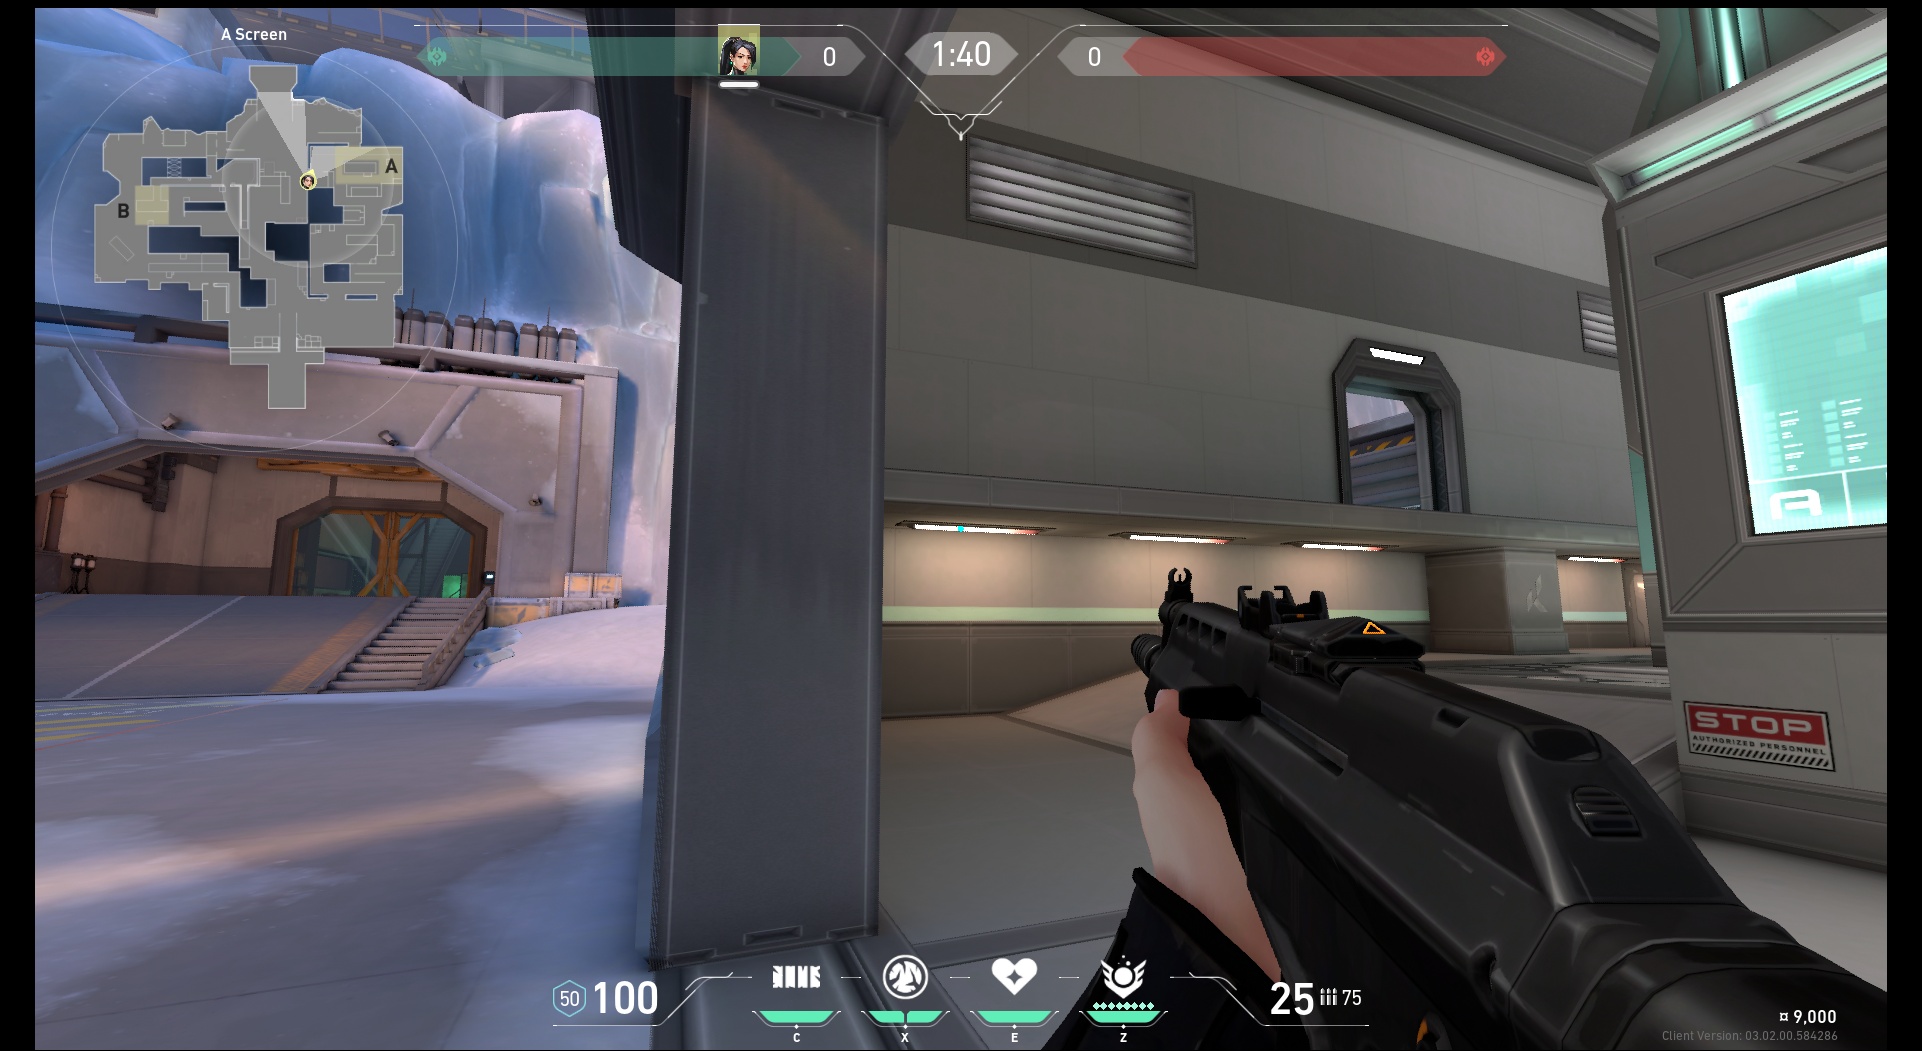 A Screen
0
1:40
0
A
B
A
STOP
AUTHORIZED PERSONNEL
50
100
25
75
C
X
E
Z
¤ 9,000
Client Version: 03.02.00.584286